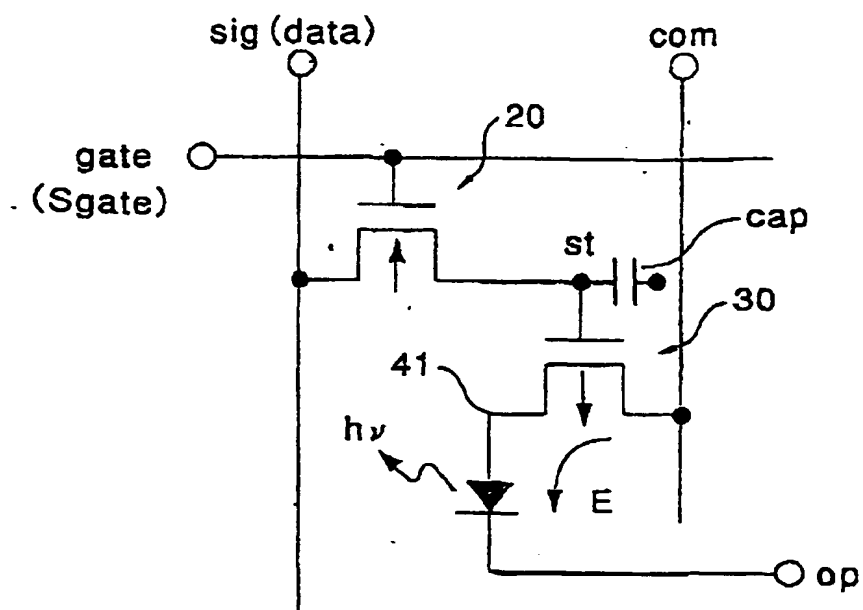 sig (data)
com
20
gate
(Sgate)
cap
st
30
41
hν
E
op